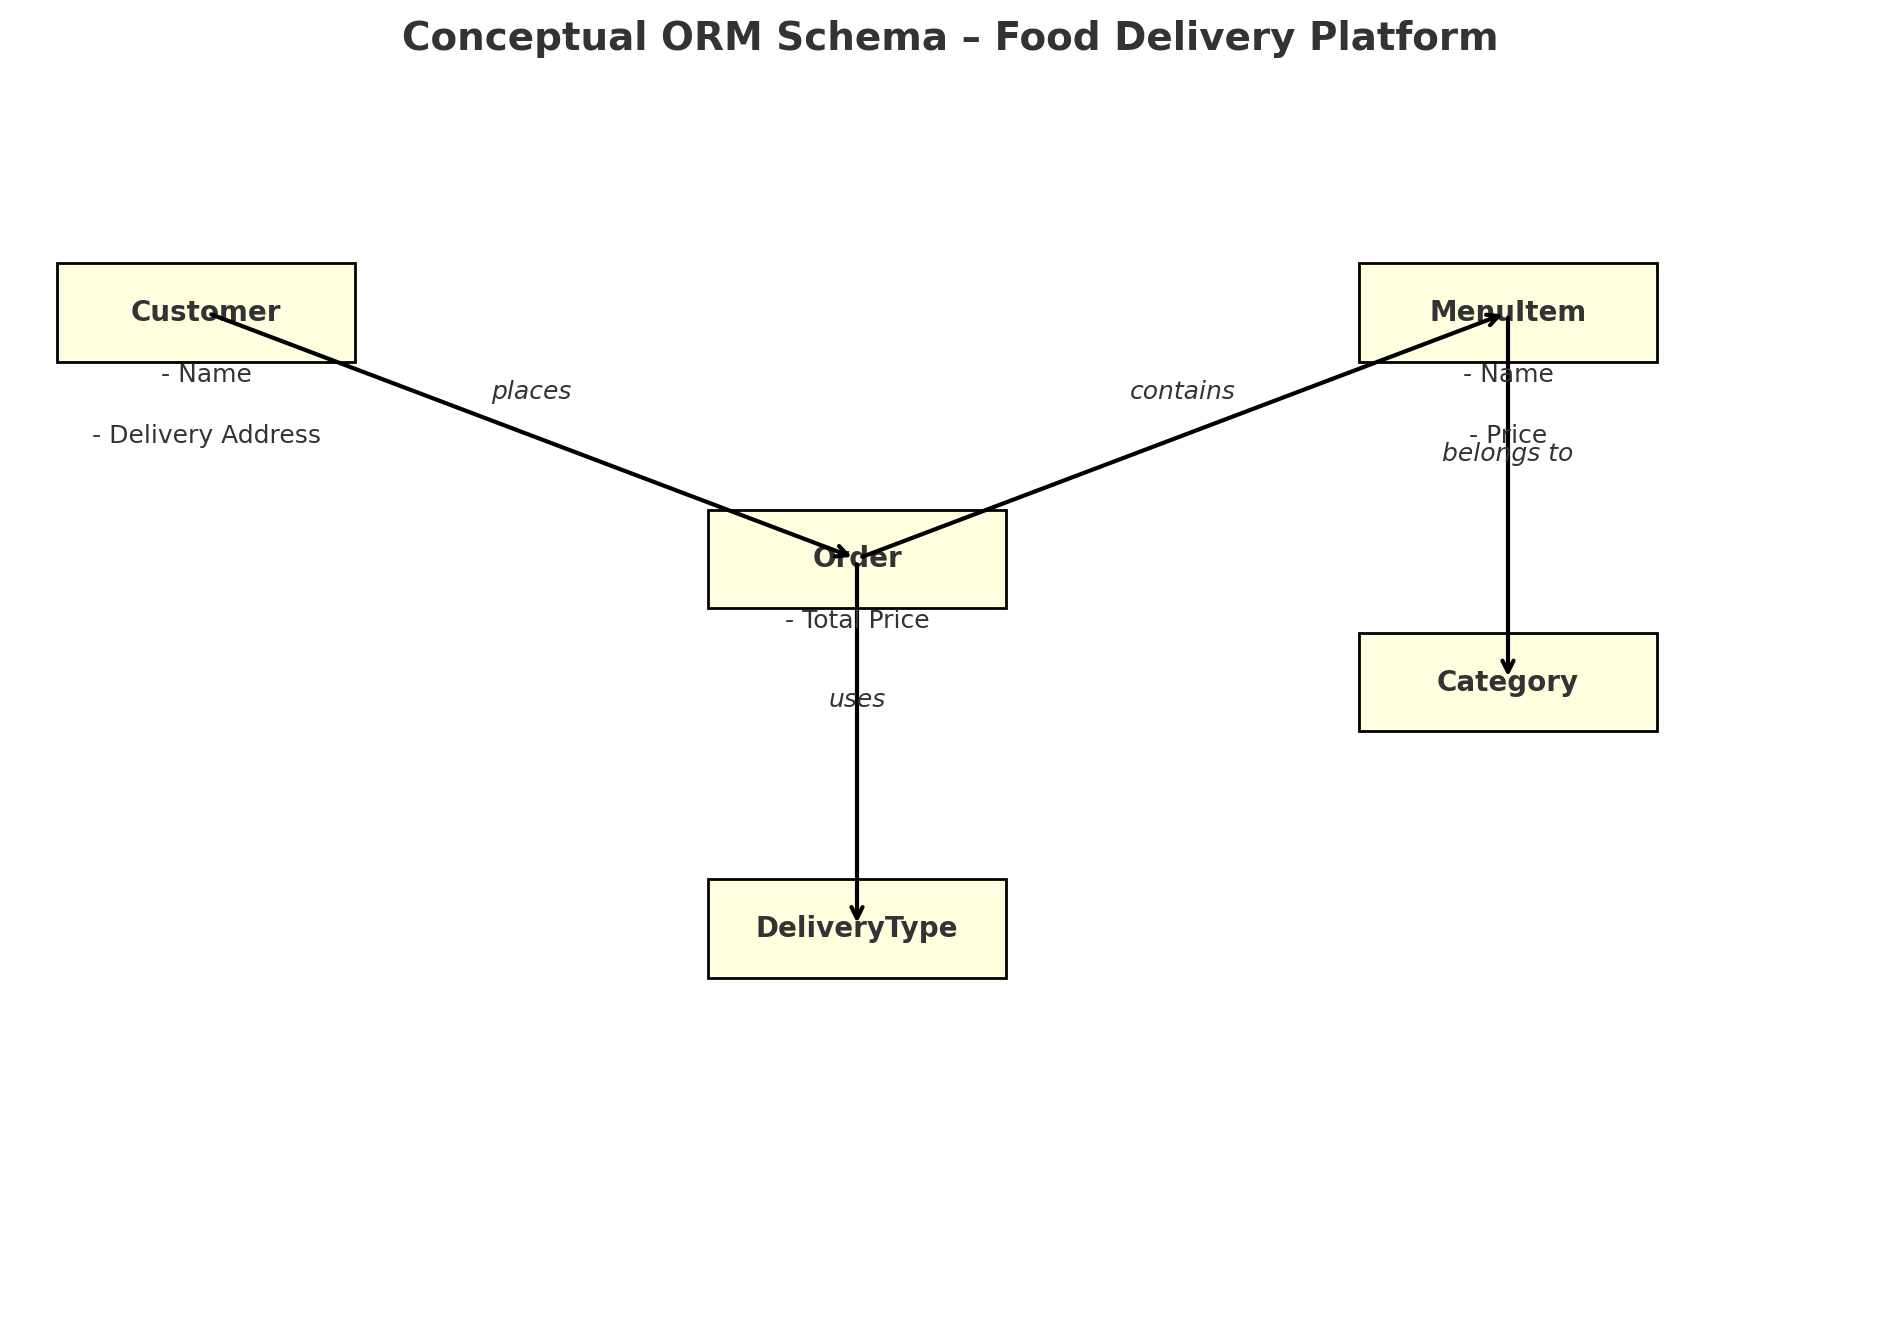 Conceptual ORM Schema – Food Delivery Platform
Customer
- Name
- Delivery Address
places
contains
MenuItem
- Name
- Price
belongs to
Order
- Total Price
uses
Category
DeliveryType